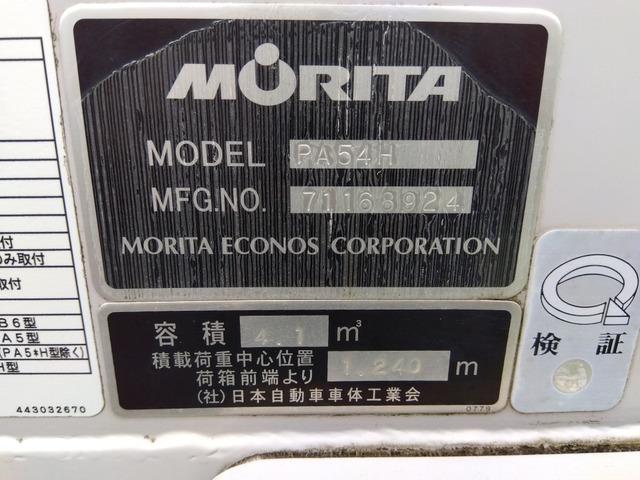 MORITA
MODEL PA54H
MFG.NO. 71168924
MORITA ECONOS CORPORATION
容積 4.1 m³
積載荷重中心位置
荷箱前端より 1.240 m
(社)日本自動車車体工業会
0779
検 証
付
のみ取付
取付
B6型
A5型
(PA5*H型除く)
H型
443032670